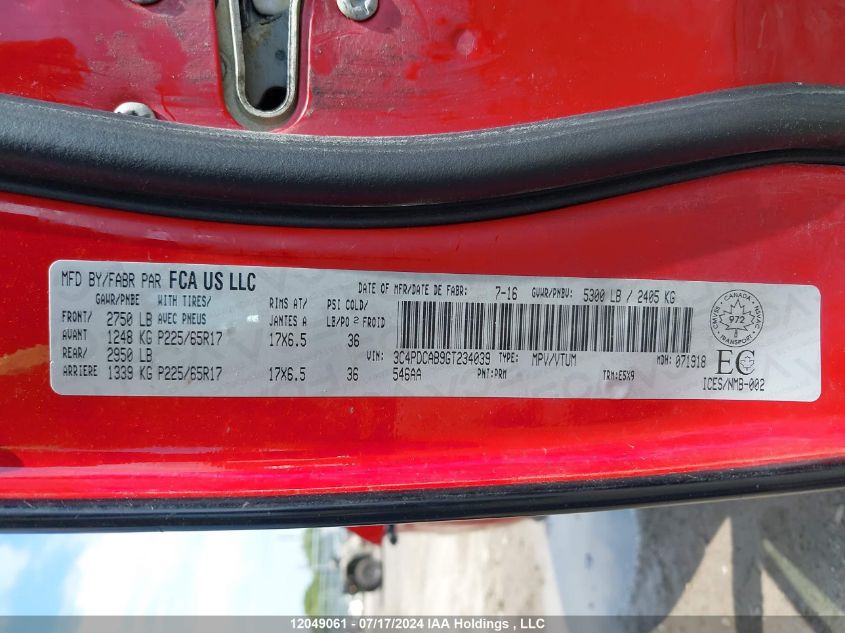 MFD BY/FABR PAR FCA US LLC
DATE OF MFR/DATE DE FABR: 7-16 GVWR/PNBV: 5300 LB / 2405 KG
GAWR/PNBE WITH TIRES/ RIMS AT/ PSI COLD/
FRONT/ 2750 LB AVEC PNEUS JANTES A LB/PO² FROID
AVANT 1248 KG P225/65R17 17X6.5 36
REAR/ 2950 LB
ARRIERE 1339 KG P225/65R17 17X6.5 36
VIN: 3C4PDCAB9GT234039 TYPE: MPV/VTUM MDH: 071918
546AA PNT:PRM TRM:E5X9
CANADA
CMVSS 972 NSVAC
TRANSPORT
EC
ICES/NMB-002
12049061 - 07/17/2024 IAA Holdings , LLC